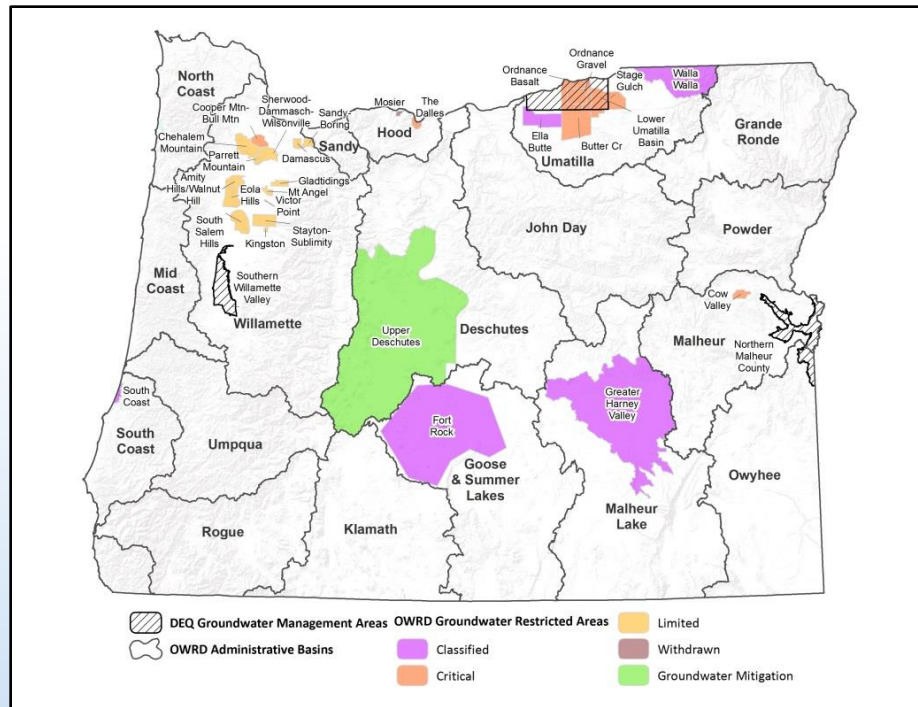 North
Coast
Cooper Mtn-
Bull Mtn
Sherwood-
Dammasch-
Wilsonville
Sandy-
Boring
Sandy
Chehalem
Mountain
Parrett
Mountain
Damascus
Amity
Hills/Walnut
Hill
Eola
Hills
Gladtidings
Mt Angel
Victor
Point
South
Salem
Hills
Kingston
Stayton-
Sublimity
Mid
Coast
Southern
Willamette
Valley
Willamette
Mosier
The
Dalles
Hood
Ordnance
Basalt
Ordnance
Gravel
Stage
Gulch
Walla
Walla
Ella
Butte
Butter Cr
Lower
Umatilla
Basin
Umatilla
Grande
Ronde
John Day
Powder
Upper
Deschutes
Deschutes
Cow
Valley
Malheur
Northern
Malheur
County
South
Coast
South
Coast
Umpqua
Fort
Rock
Goose
& Summer
Lakes
Greater
Harney
Valley
Malheur
Lake
Owyhee
Rogue
Klamath
DEQ Groundwater Management Areas
OWRD Administrative Basins
OWRD Groundwater Restricted Areas
Classified
Critical
Limited
Withdrawn
Groundwater Mitigation